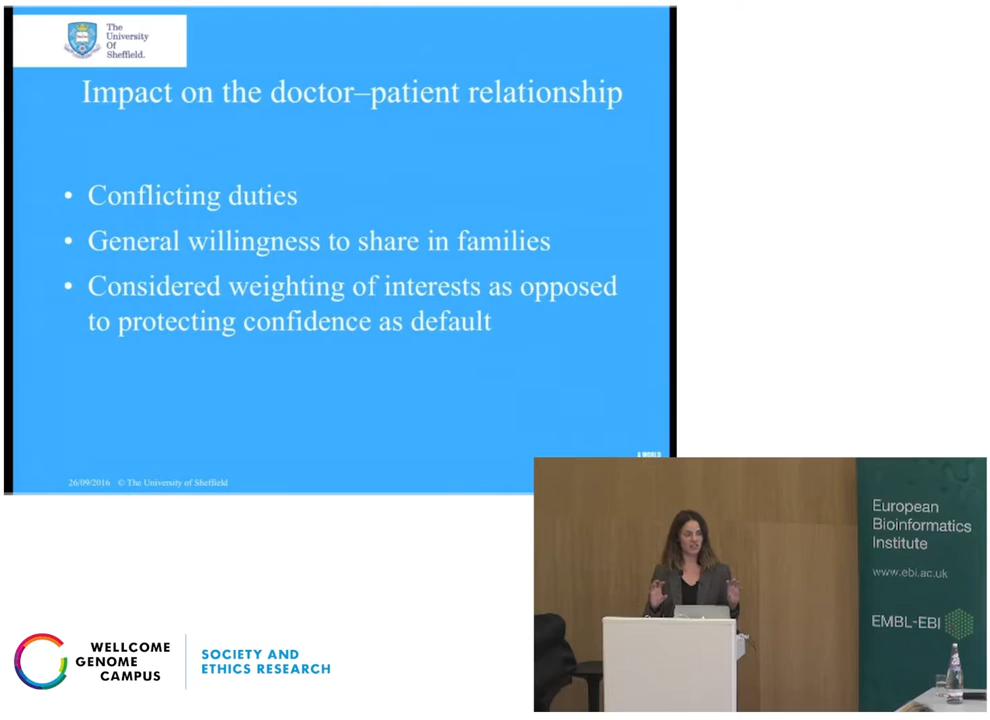 The
University
Of
Sheffield.
Impact on the doctor–patient relationship
• Conflicting duties
• General willingness to share in families
• Considered weighting of interests as opposed
to protecting confidence as default
A WORLD
26/09/2016 © The University of Sheffield
European
Bioinformatics
Institute
www.ebi.ac.uk
EMBL-EBI
WELLCOME
GENOME
CAMPUS
SOCIETY AND
ETHICS RESEARCH